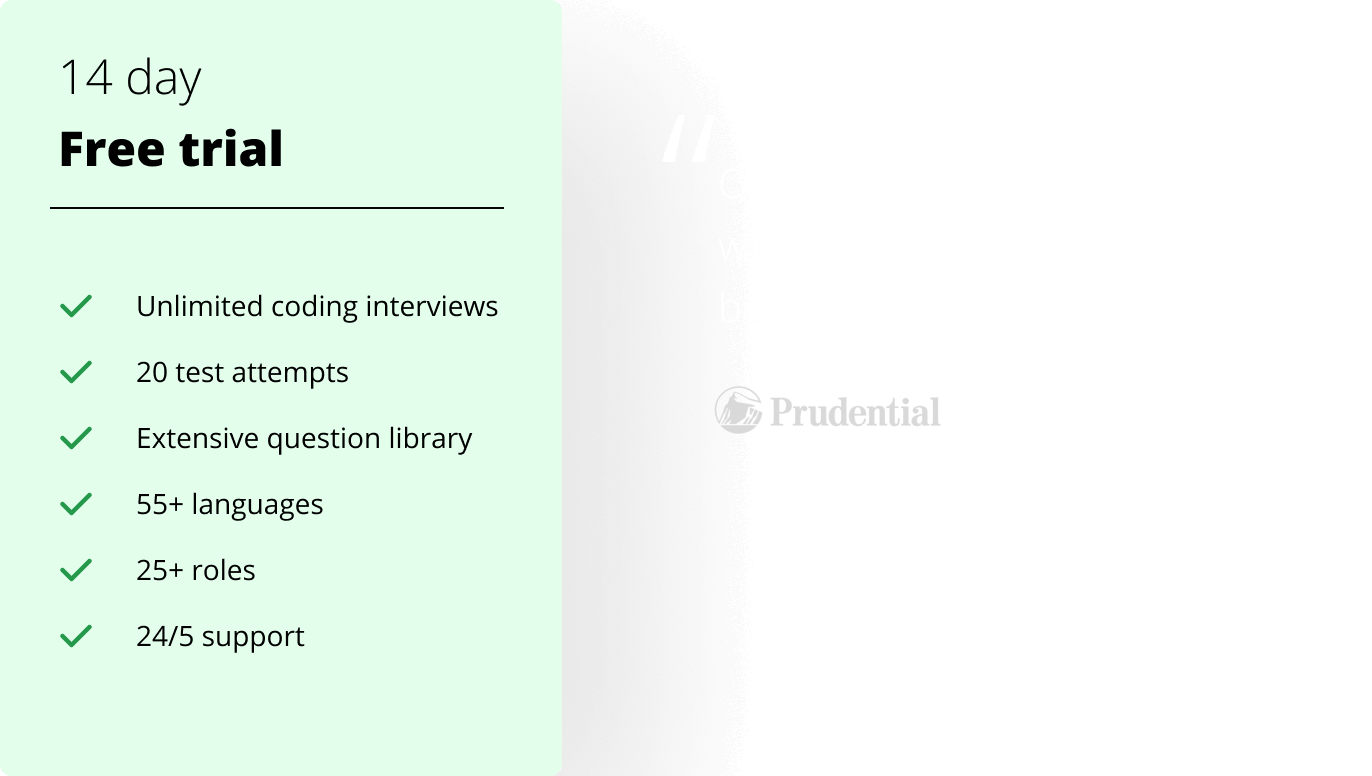 14 day
Free trial
Unlimited coding interviews
20 test attempts
Extensive question library
55+ languages
25+ roles
24/5 support
“
Prudential